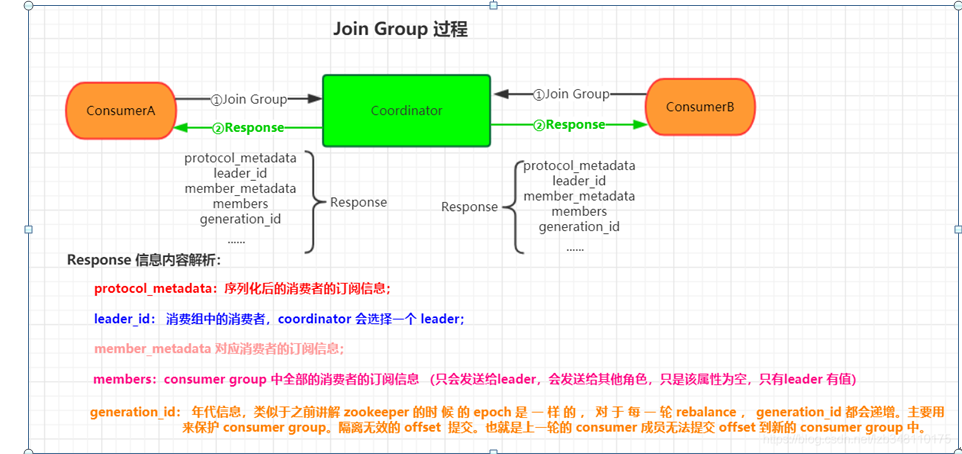 Join Group 过程
ConsumerA
①Join Group
Coordinator
①Join Group
ConsumerB
②Response
②Response
protocol_metadata
leader_id
member_metadata
members
generation_id
......
Response
Response
protocol_metadata
leader_id
member_metadata
members
generation_id
......
Response 信息内容解析：
protocol_metadata：序列化后的消费者的订阅信息；
leader_id： 消费组中的消费者，coordinator 会选择一个 leader；
member_metadata 对应消费者的订阅信息；
members：consumer group 中全部的消费者的订阅信息 （只会发送给leader，会发送给其他角色，只是该属性为空，只有leader 有值）
generation_id： 年代信息，类似于之前讲解 zookeeper 的时 候 的 epoch 是 一 样 的 ， 对 于 每 一 轮 rebalance ， generation_id 都会递增。主要用
来保护 consumer group。隔离无效的 offset 提交。也就是上一轮的 consumer 成员无法提交 offset 到新的 consumer group 中。